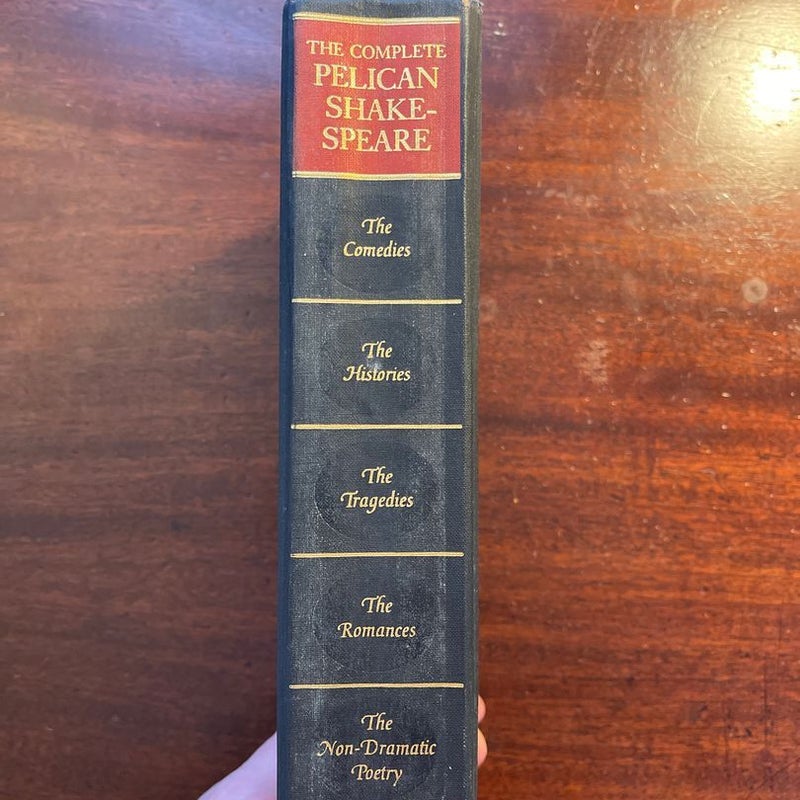 THE COMPLETE
PELICAN
SHAKE-
SPEARE
The
Comedies
The
Histories
The
Tragedies
The
Romances
The
Non-Dramatic
Poetry